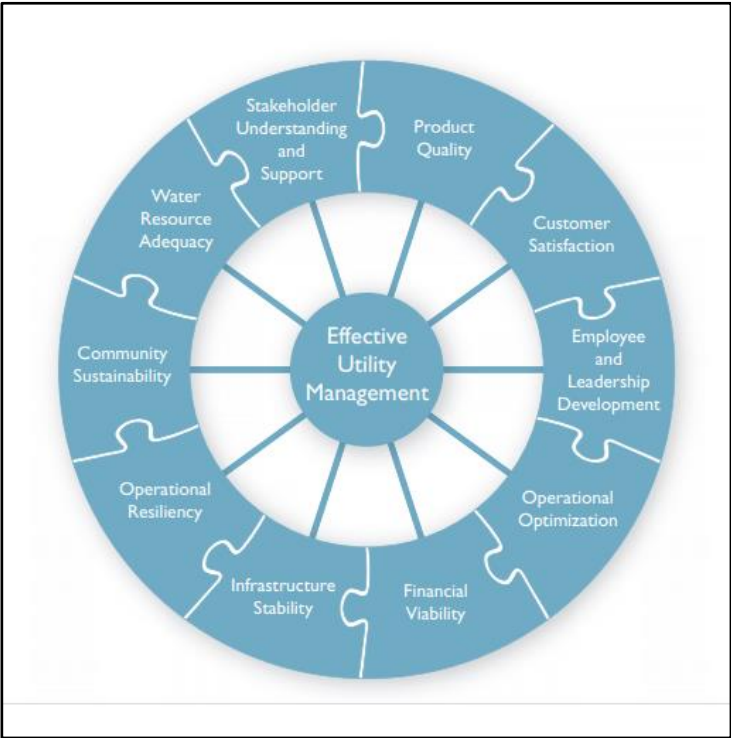 Stakeholder
Understanding
and
Support
Product
Quality
Customer
Satisfaction
Employee
and
Leadership
Development
Operational
Optimization
Financial
Viability
Infrastructure
Stability
Operational
Resiliency
Community
Sustainability
Water
Resource
Adequacy
Effective
Utility
Management